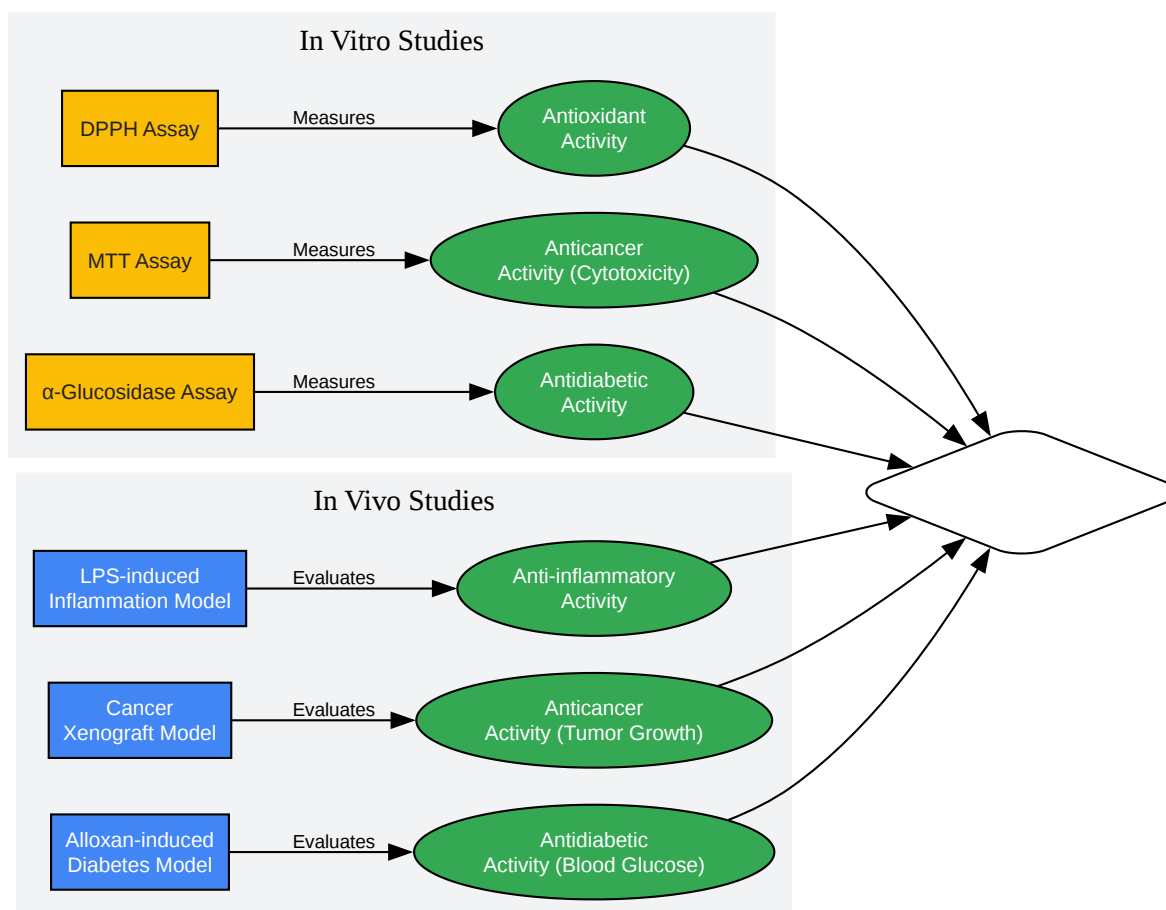 In Vitro Studies
DPPH Assay
Measures
Antioxidant
Activity
MTT Assay
Measures
Anticancer
Activity (Cytotoxicity)
α-Glucosidase Assay
Measures
Antidiabetic
Activity
In Vivo Studies
LPS-induced
Inflammation Model
Evaluates
Anti-inflammatory
Activity
Cancer
Xenograft Model
Evaluates
Anticancer
Activity (Tumor Growth)
Alloxan-induced
Diabetes Model
Evaluates
Antidiabetic
Activity (Blood Glucose)